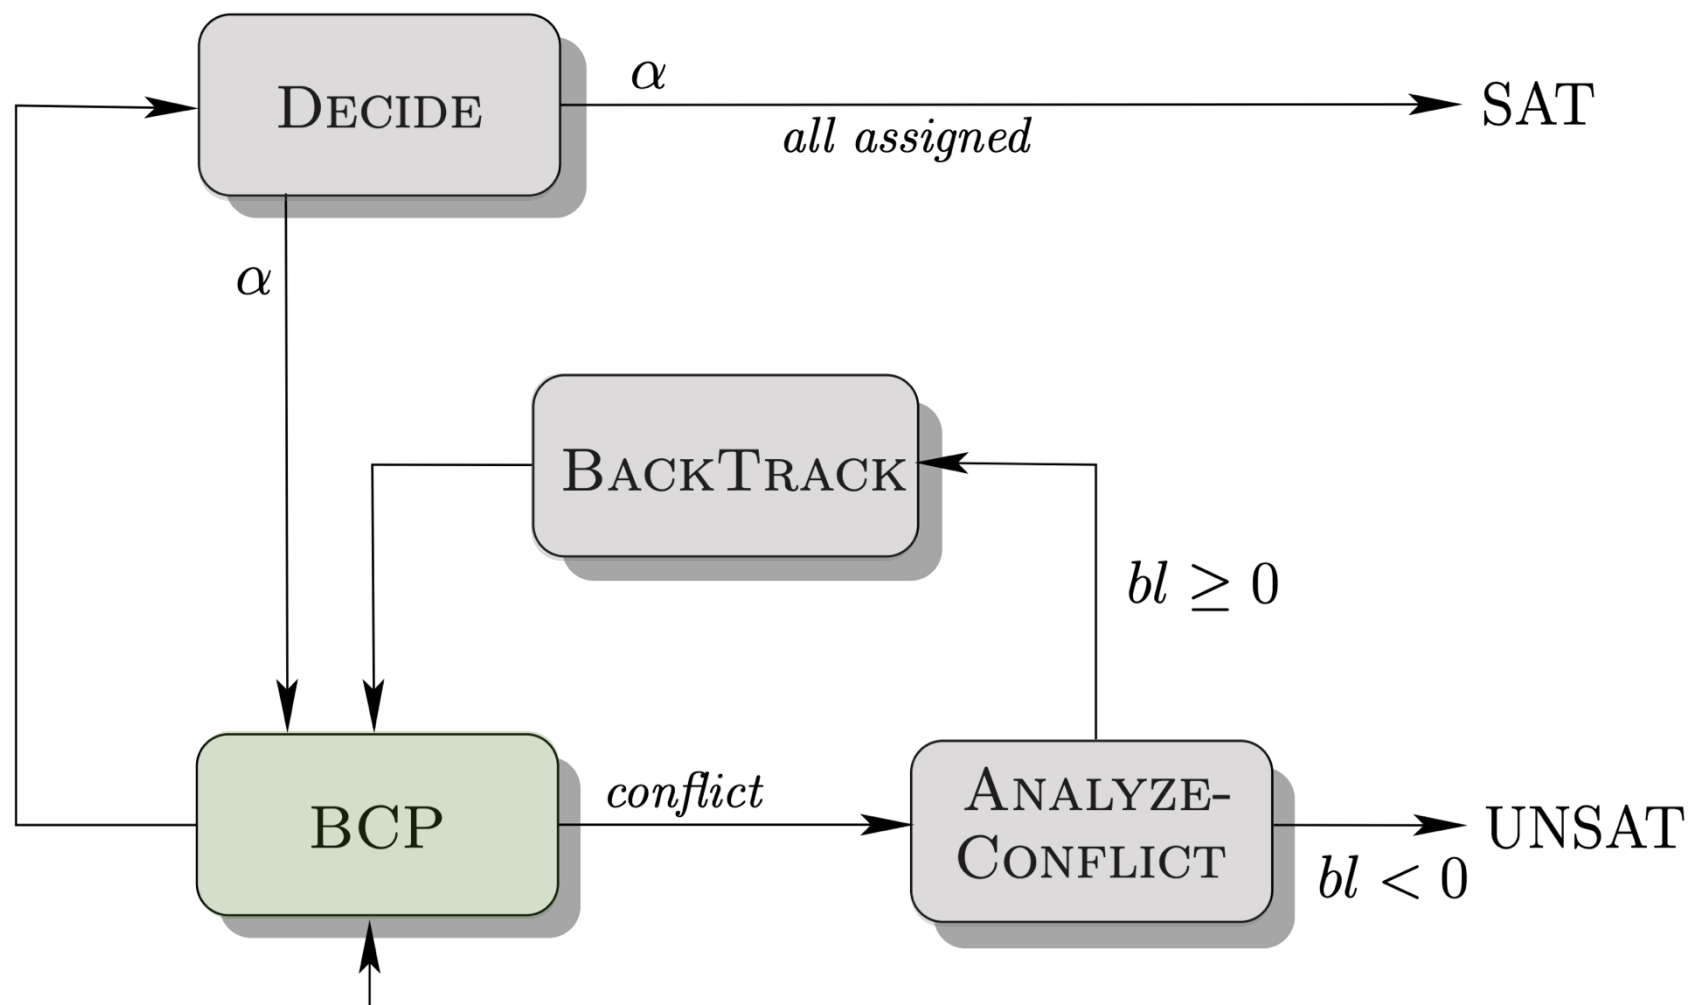 DECIDE
α
all assigned
SAT
α
BACKTRACK
bl ≥ 0
BCP
conflict
ANALYZE-
CONFLICT
UNSAT
bl < 0